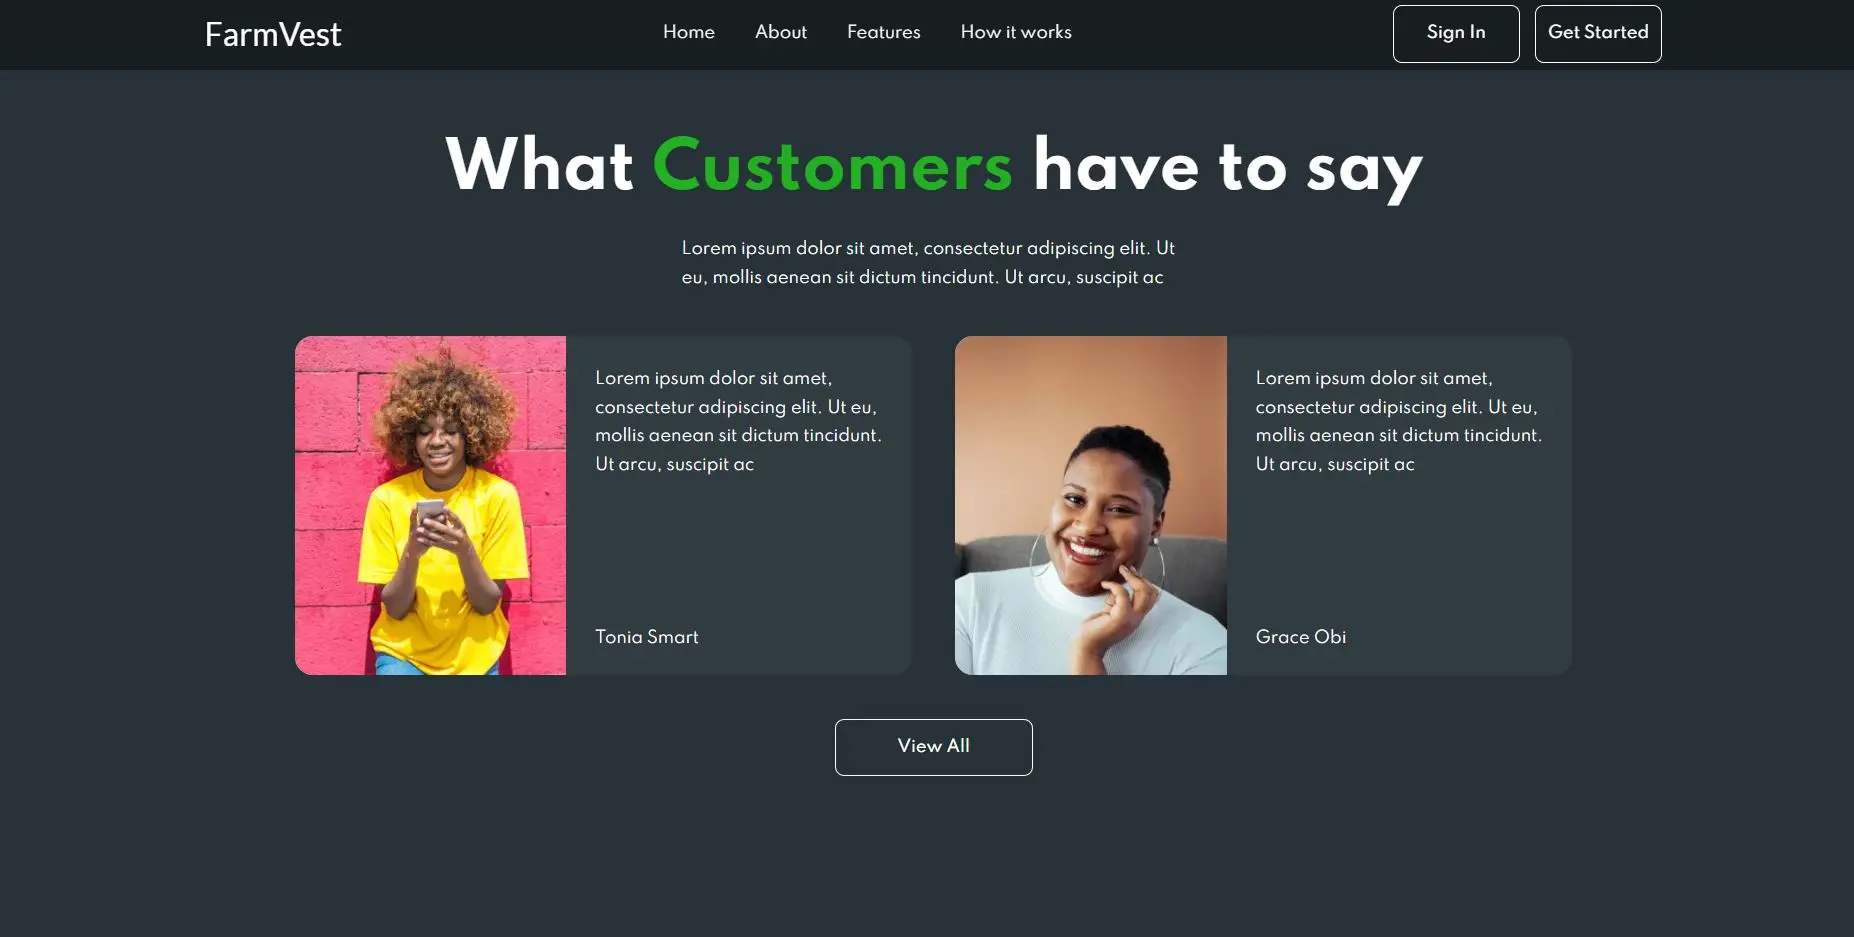 FarmVest
Home
About
Features
How it works
Sign In
Get Started
What Customers have to say
Lorem ipsum dolor sit amet, consectetur adipiscing elit. Ut
eu, mollis aenean sit dictum tincidunt. Ut arcu, suscipit ac
Lorem ipsum dolor sit amet,
consectetur adipiscing elit. Ut eu,
mollis aenean sit dictum tincidunt.
Ut arcu, suscipit ac
Tonia Smart
Lorem ipsum dolor sit amet,
consectetur adipiscing elit. Ut eu,
mollis aenean sit dictum tincidunt.
Ut arcu, suscipit ac
Grace Obi
View All